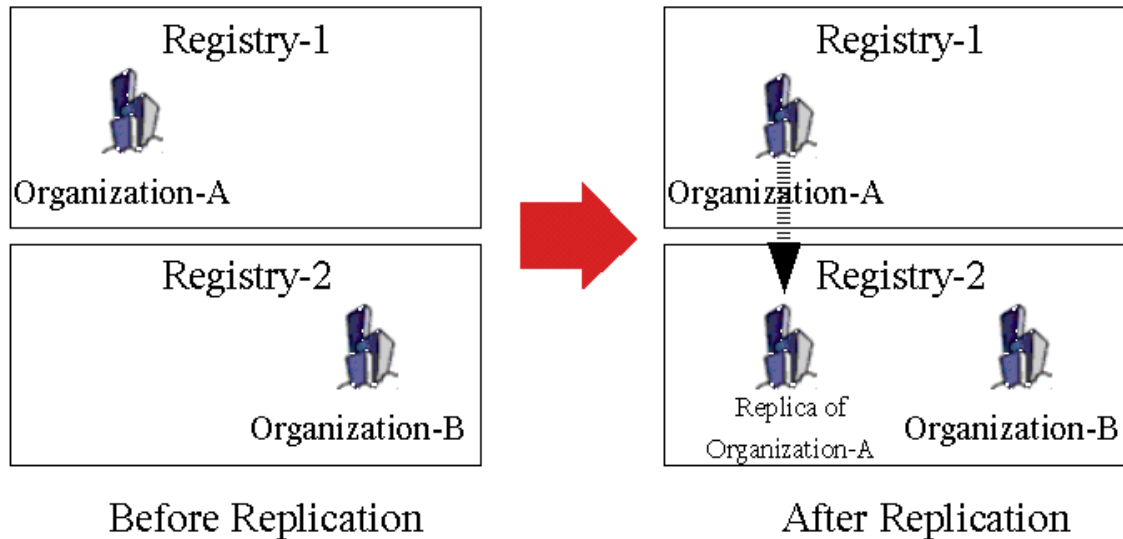 Registry-1
Organization-A
Registry-2
Organization-B
Before Replication
Registry-1
Organization-A
Registry-2
Replica of
Organization-A
Organization-B
After Replication